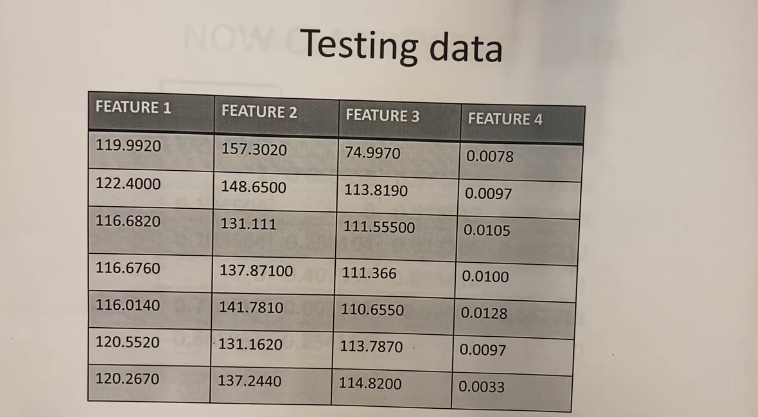 Testing data
FEATURE 1 FEATURE 2 FEATURE 3 FEATURE 4
119.9920 157.3020 74.9970 0.0078
122.4000 148.6500 113.8190 0.0097
116.6820 131.111 111.55500 0.0105
116.6760 137.87100 111.366 0.0100
116.0140 141.7810 110.6550 0.0128
120.5520 131.1620 113.7870 0.0097
120.2670 137.2440 114.8200 0.0033